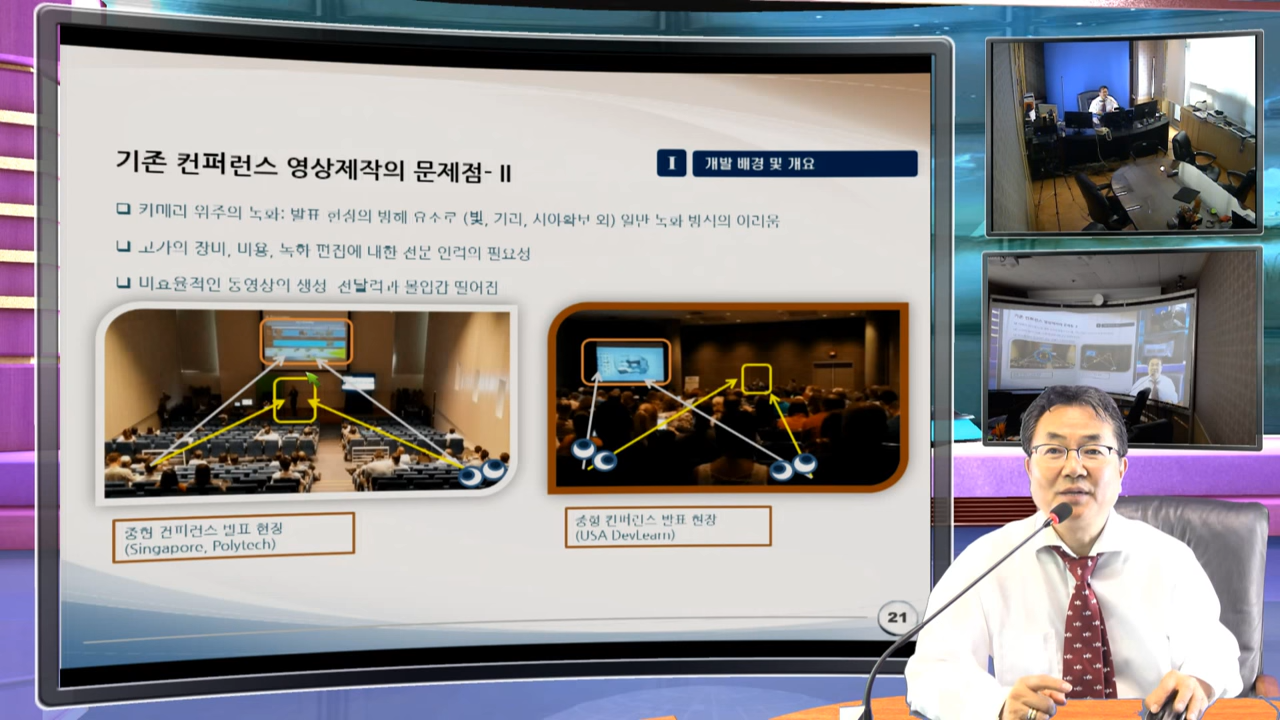 기존 컨퍼런스 영상제작의 문제점-Ⅱ
Ⅰ 개발 배경 및 개요
카메라 위주의 녹화: 발표 현장의 방해 요소로 (빛, 거리, 시야확보 외) 일반 녹화 방식의 어려움
고가의 장비, 비용, 녹화 편집에 대한 전문 인력의 필요성
비효율적인 동영상의 생성 전달력과 몰입감 떨어짐
중형 컨퍼런스 발표 현장
(Singapore, Polytech)
중형 컨퍼런스 발표 현장
(USA DevLearn)
21